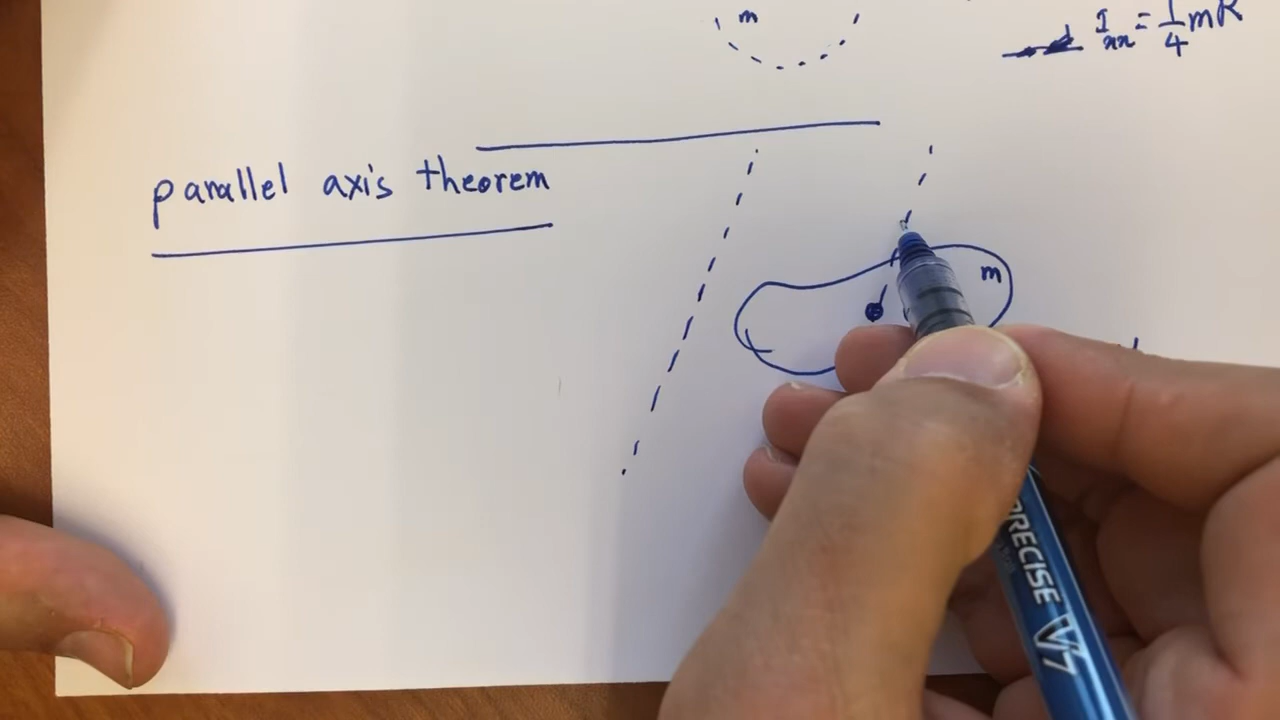 m
I_xx = 1/4 mR
parallel axis theorem
m
PRECISE V7